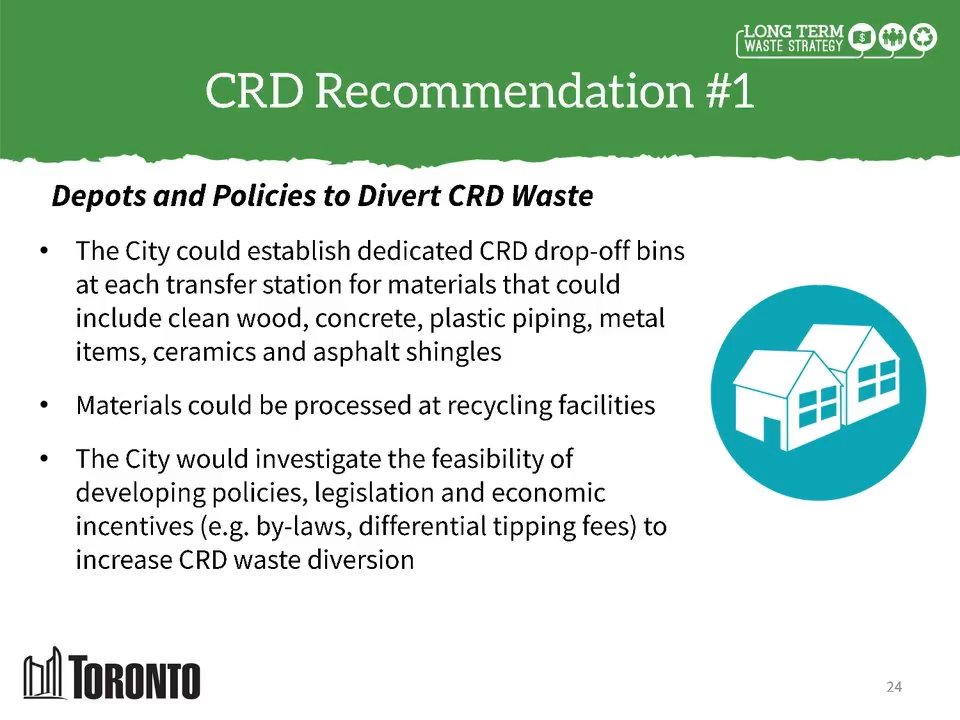 LONG TERM
WASTE STRATEGY
$
CRD Recommendation #1
Depots and Policies to Divert CRD Waste
• The City could establish dedicated CRD drop-off bins
at each transfer station for materials that could
include clean wood, concrete, plastic piping, metal
items, ceramics and asphalt shingles
• Materials could be processed at recycling facilities
• The City would investigate the feasibility of
developing policies, legislation and economic
incentives (e.g. by-laws, differential tipping fees) to
increase CRD waste diversion
TORONTO
24